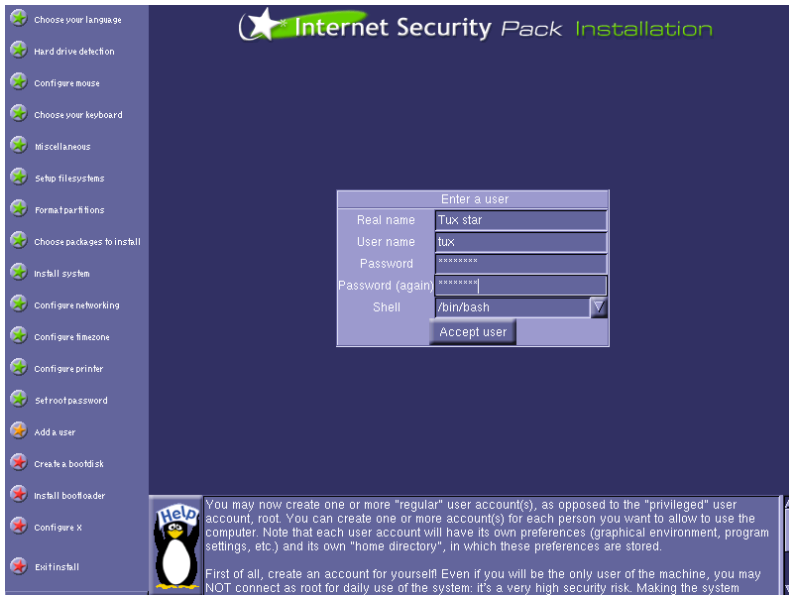 Internet Security Pack Installation
Choose your language
Hard drive detection
Configure mouse
Choose your keyboard
Miscellaneous
Setup filesystems
Format partitions
Choose packages to install
Install system
Configure networking
Configure timezone
Configure printer
Set root password
Add a user
Create a bootdisk
Install bootloader
Configure X
Exit install
Enter a user
Real name Tux star
User name tux
Password ********
Password (again) ********
Shell /bin/bash
Accept user
Help
You may now create one or more "regular" user account(s), as opposed to the "privileged" user
account, root. You can create one or more account(s) for each person you want to allow to use the
computer. Note that each user account will have its own preferences (graphical environment, program
settings, etc.) and its own "home directory", in which these preferences are stored.
First of all, create an account for yourself! Even if you will be the only user of the machine, you may
NOT connect as root for daily use of the system: it's a very high security risk. Making the system